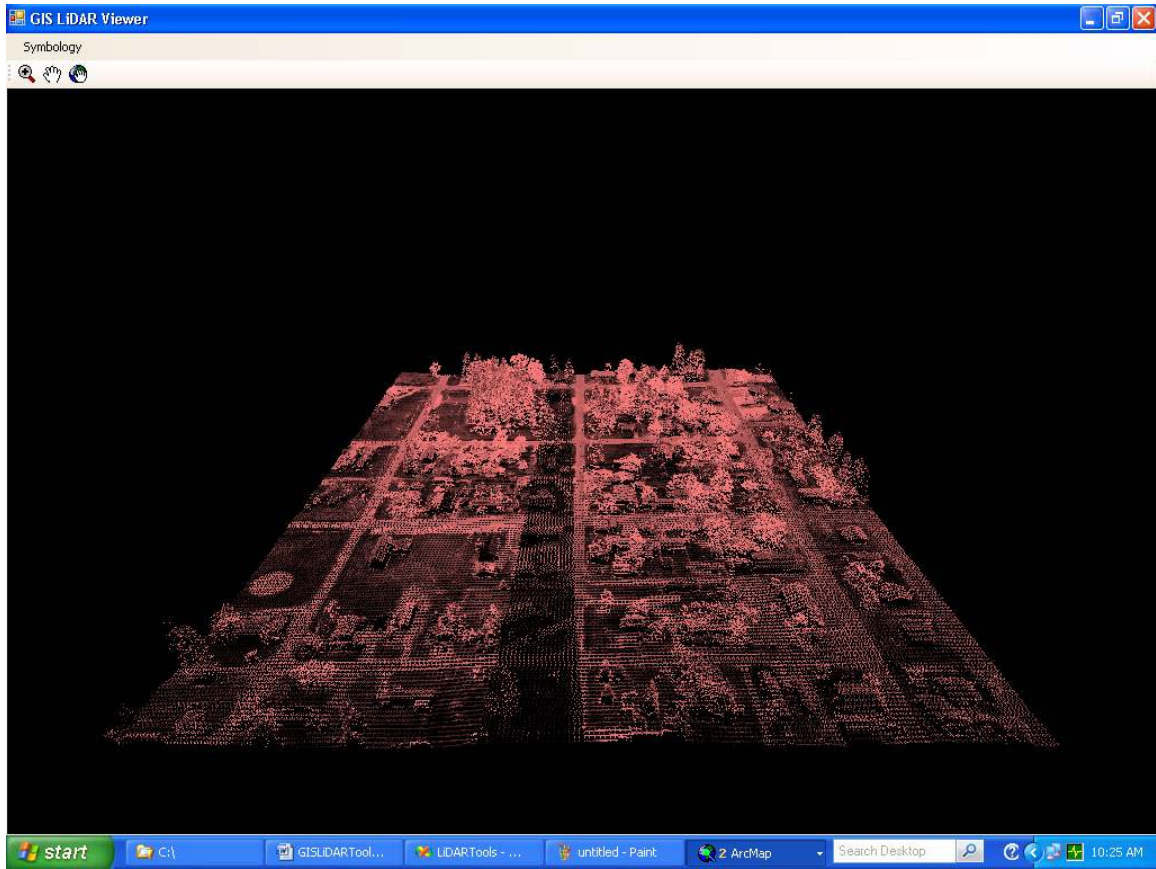 GIS LiDAR Viewer
Symbology
start
C:\
GISLiDARTool...
LiDARTools - ...
untitled - Paint
2 ArcMap
Search Desktop
10:25 AM